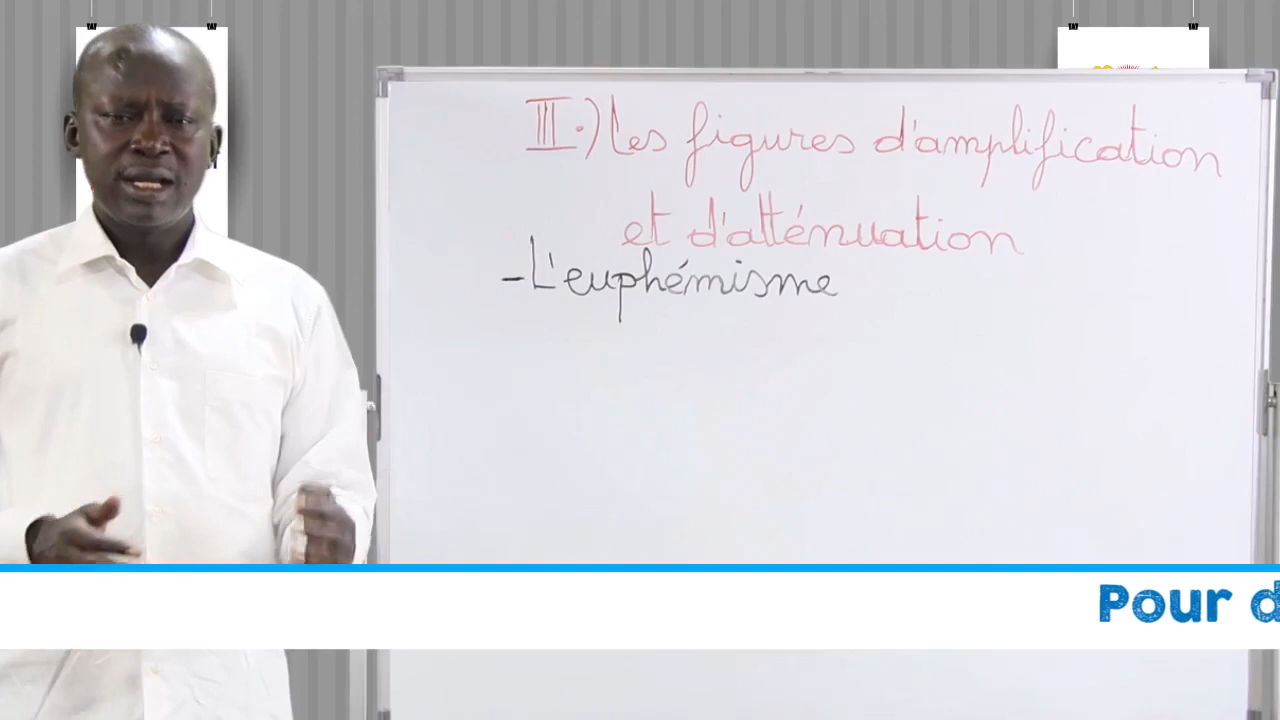 III.) Les figures d'amplification
et d'atténuation
- L'euphémisme
Pour d